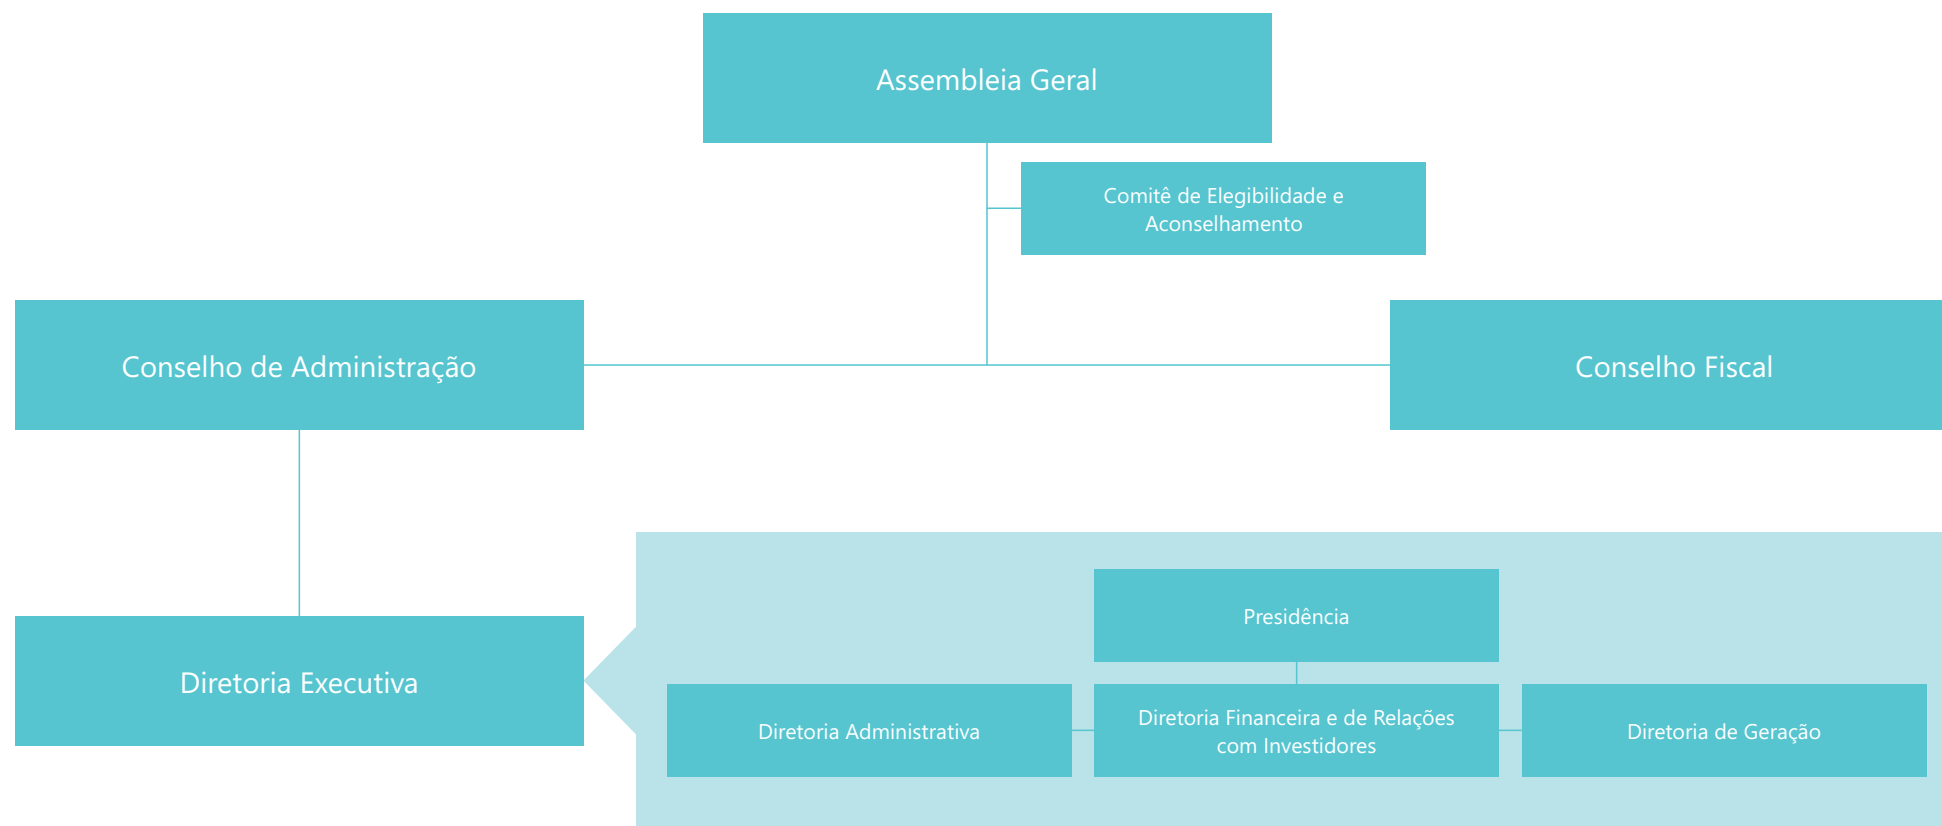 Assembleia Geral
Comitê de Elegibilidade e
Aconselhamento
Conselho de Administração
Conselho Fiscal
Diretoria Executiva
Presidência
Diretoria Administrativa
Diretoria Financeira e de Relações
com Investidores
Diretoria de Geração